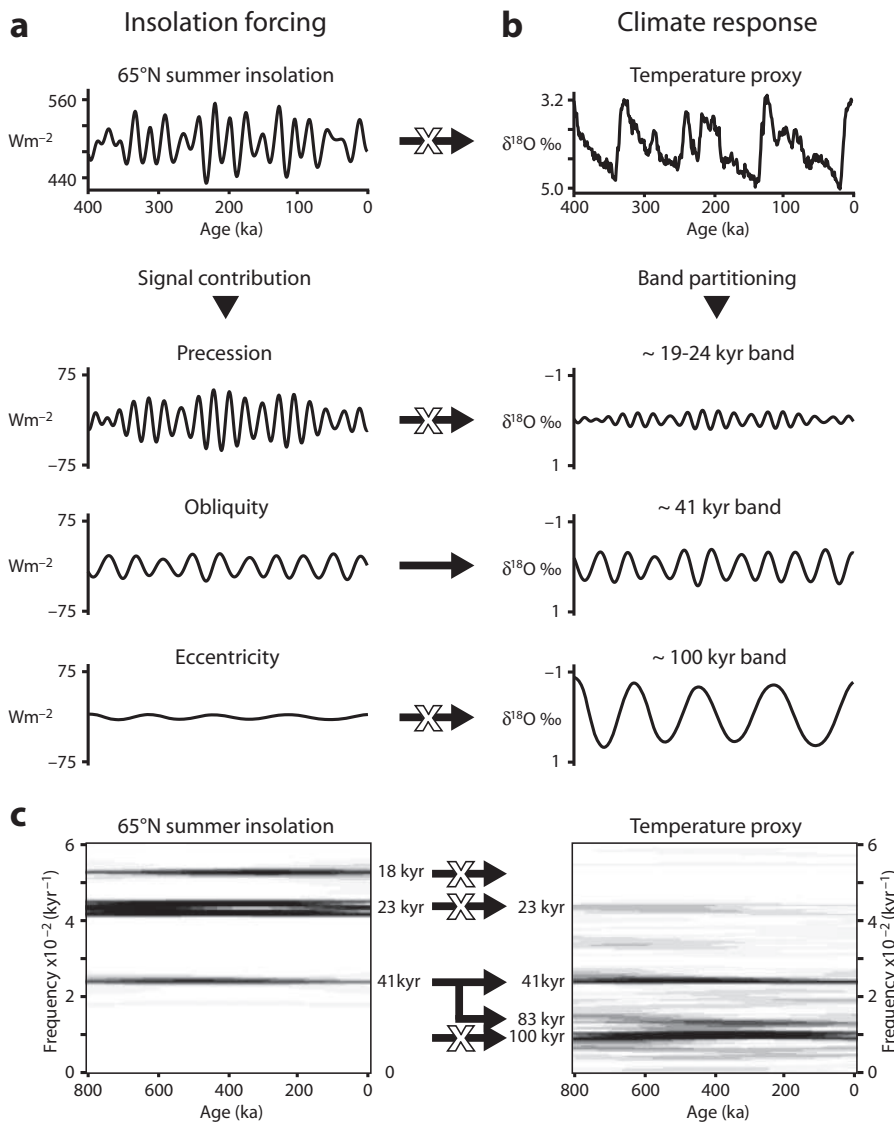 a Insolation forcing
b Climate response
65°N summer insolation
560
Wm⁻²
440
400 300 200 100 0
Age (ka)
X
Temperature proxy
3.2
δ¹⁸O ‰
5.0
400 300 200 100 0
Age (ka)
Signal contribution
Band partitioning
Precession
75
Wm⁻²
−75
X
~ 19-24 kyr band
−1
δ¹⁸O ‰
1
Obliquity
75
Wm⁻²
−75
~ 41 kyr band
−1
δ¹⁸O ‰
1
Eccentricity
75
Wm⁻²
−75
X
~ 100 kyr band
−1
δ¹⁸O ‰
1
c
65°N summer insolation
6
4
2
0
Frequency x10⁻² (kyr⁻¹)
800 600 400 200 0
Age (ka)
18 kyr X
23 kyr X 23 kyr
41kyr 41kyr
83 kyr
X 100 kyr
0
Temperature proxy
6
4
2
0
Frequency x10⁻² (kyr⁻¹)
800 600 400 200 0
Age (ka)